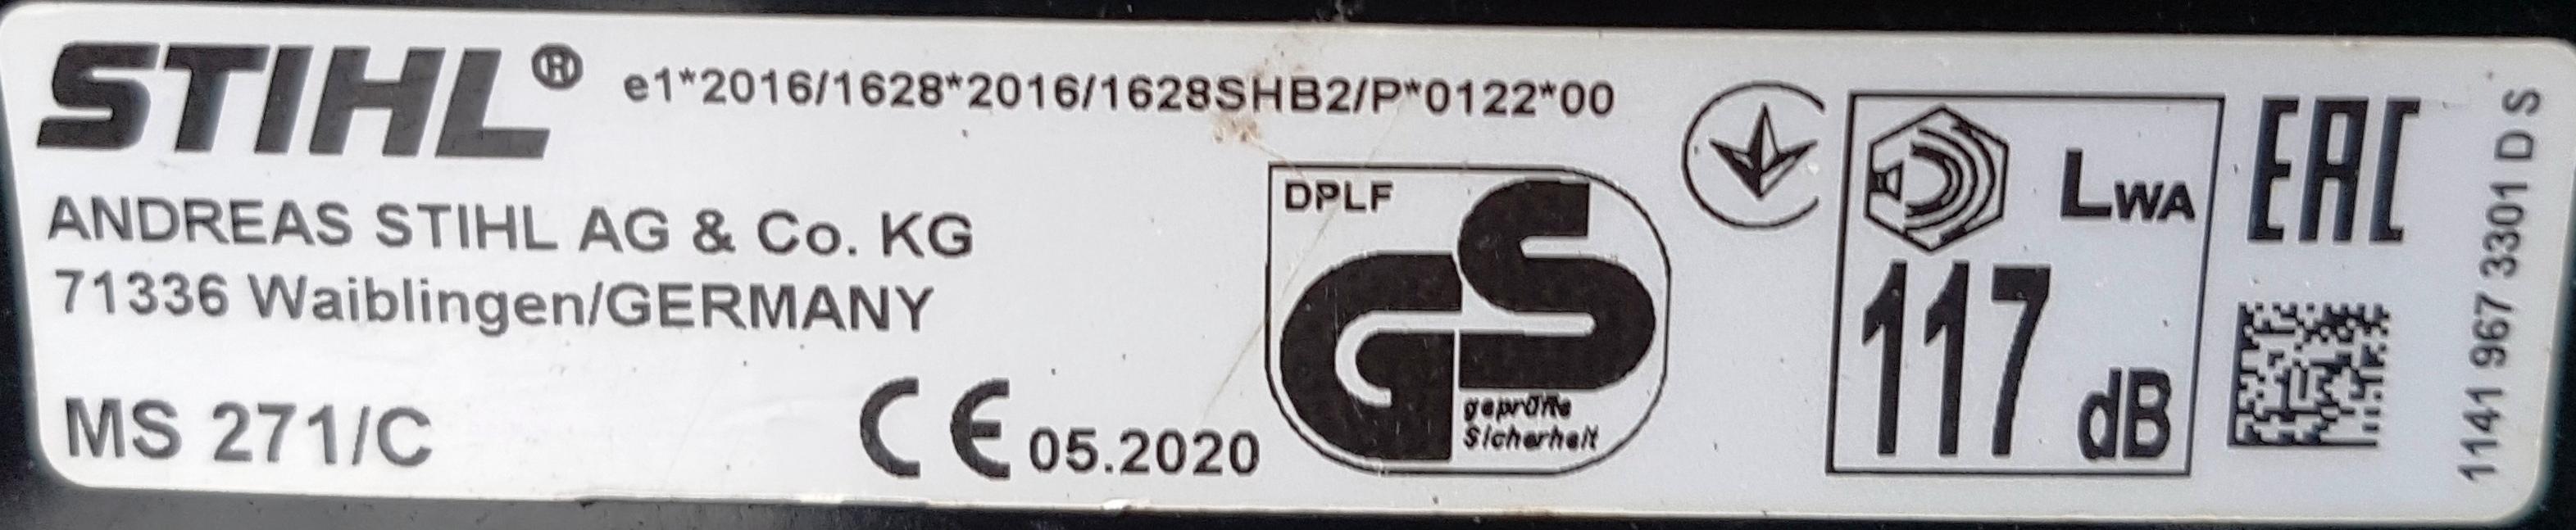 STIHL® e1*2016/1628*2016/1628SHB2/P*0122*00
ANDREAS STIHL AG & Co. KG
71336 Waiblingen/GERMANY
MS 271/C
CE 05.2020
DPLF
GS
geprüfte
Sicherheit
LWA
117 dB
EAC
1141 967 3301 D S